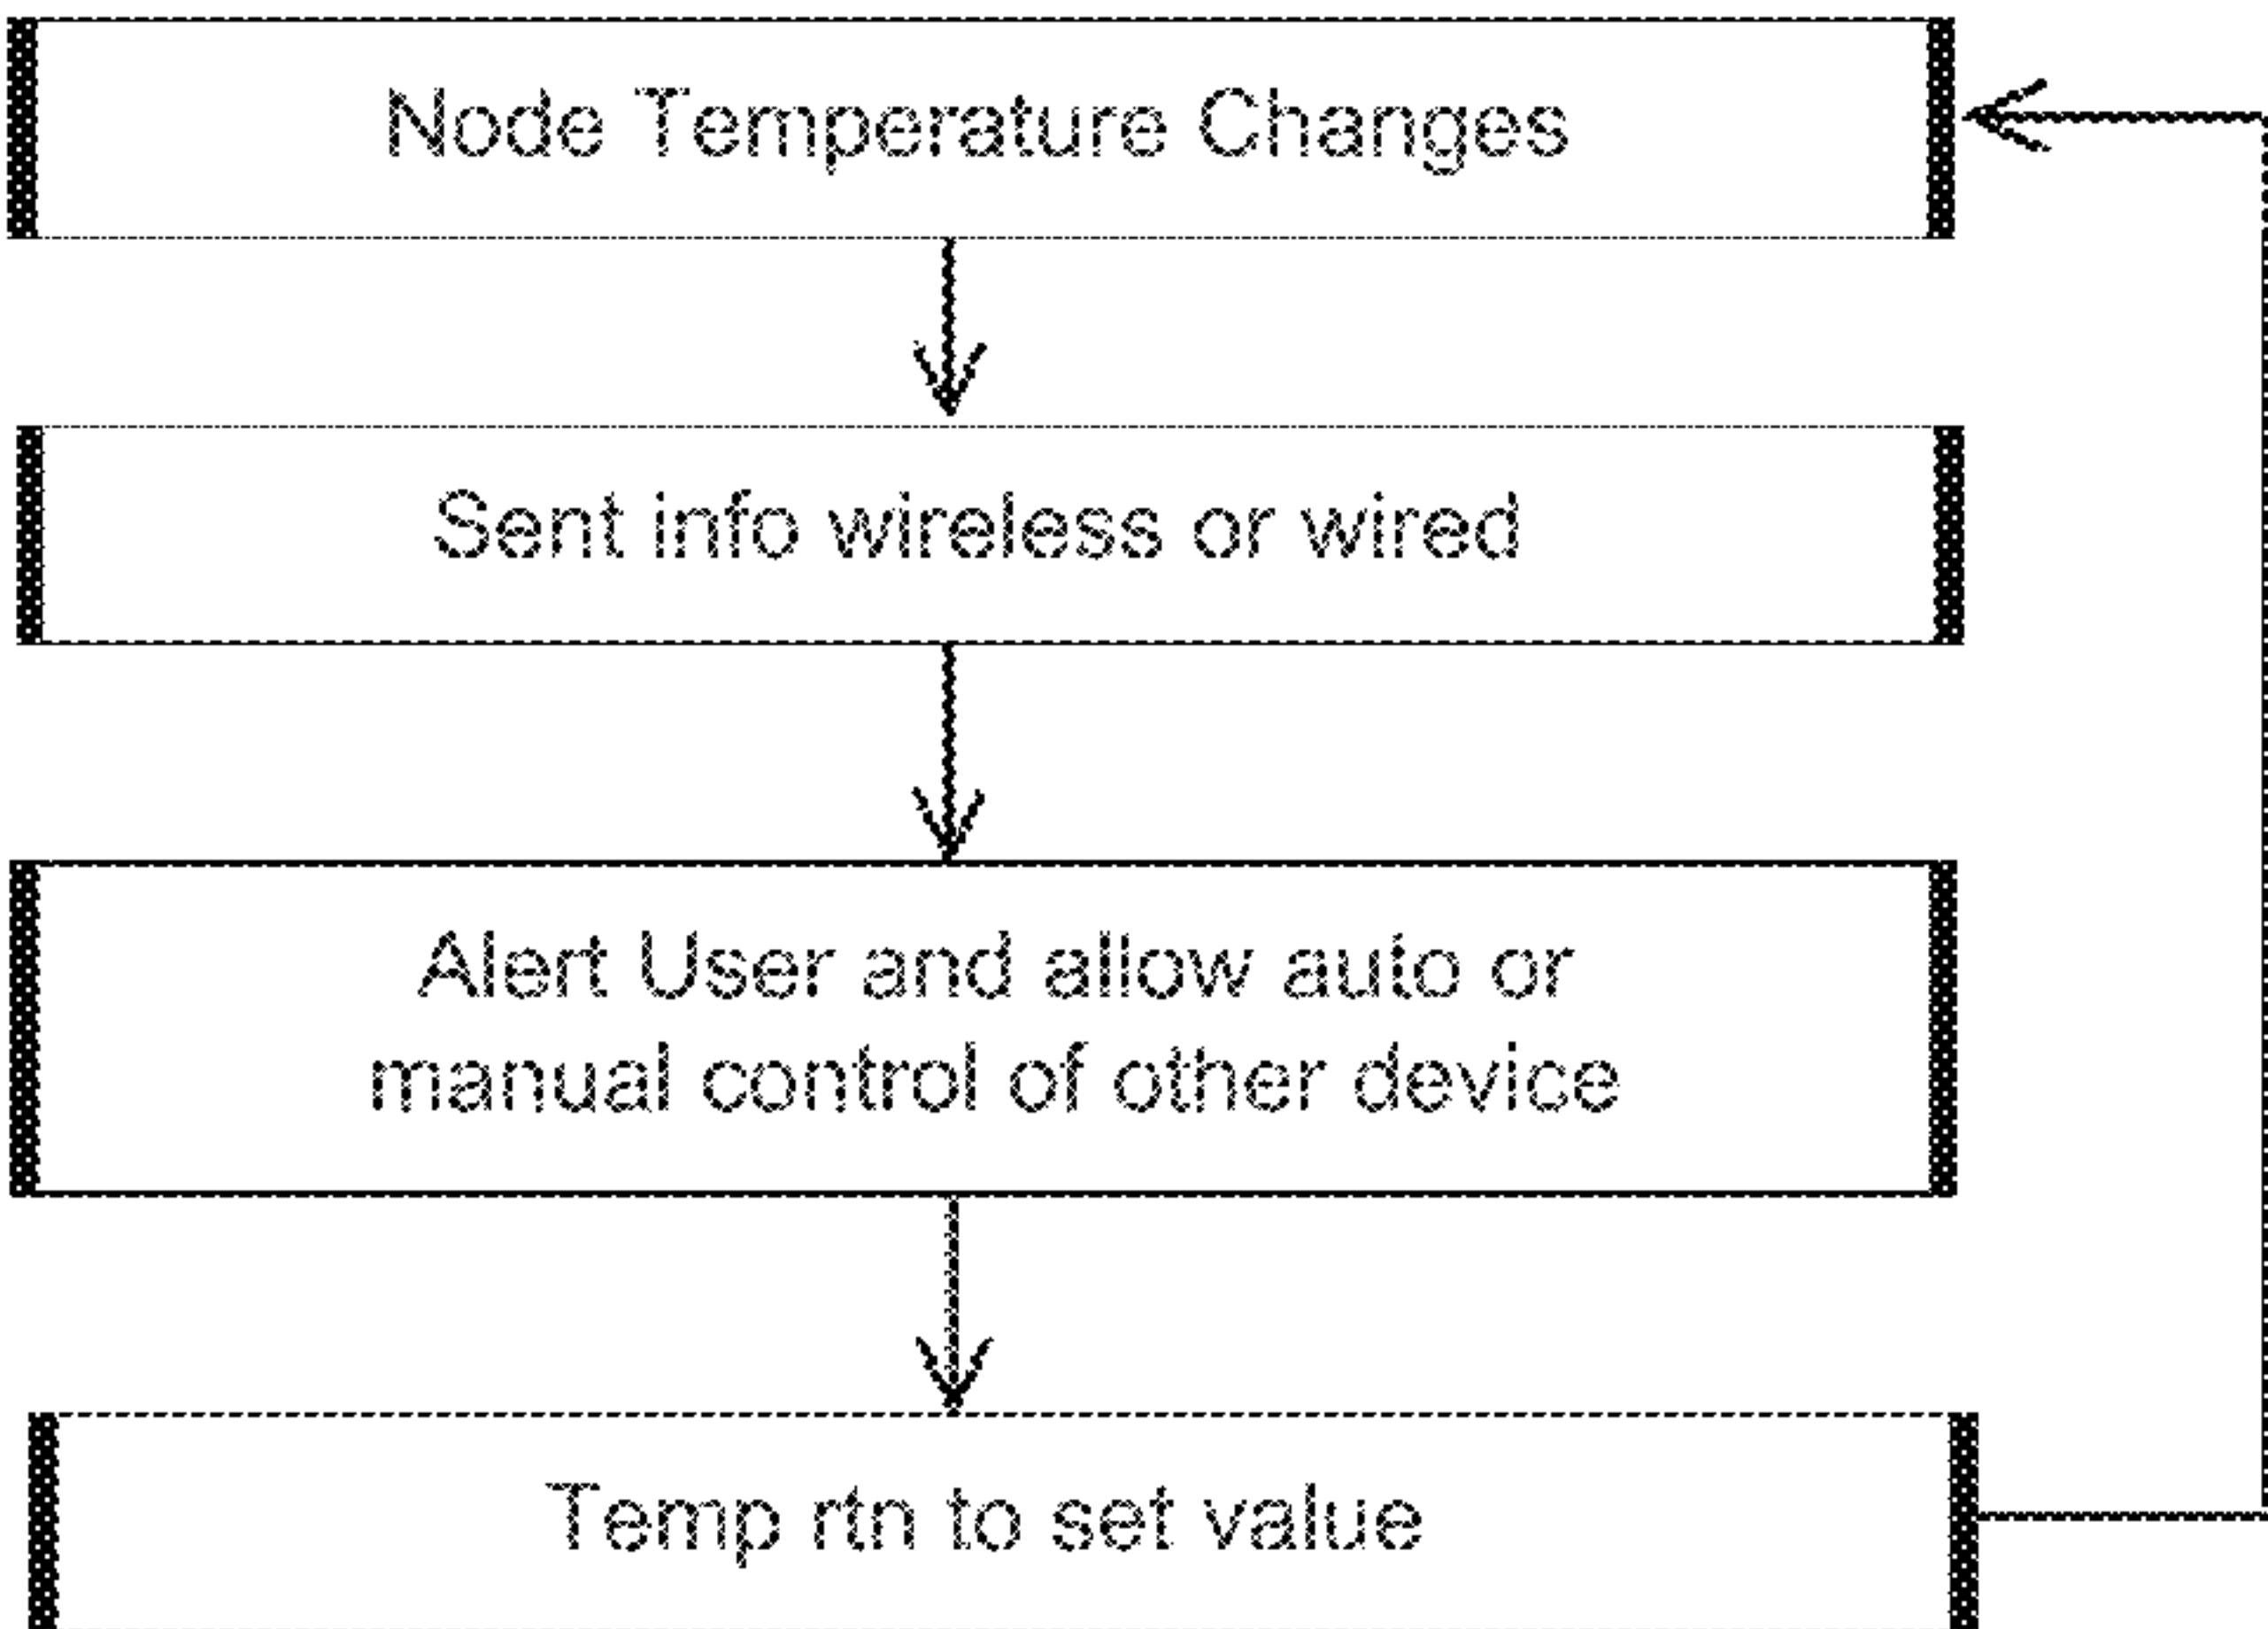 Node Temperature Changes
Sent info wireless or wired
Alert User and allow auto or
manual control of other device
Temp rtn to set value